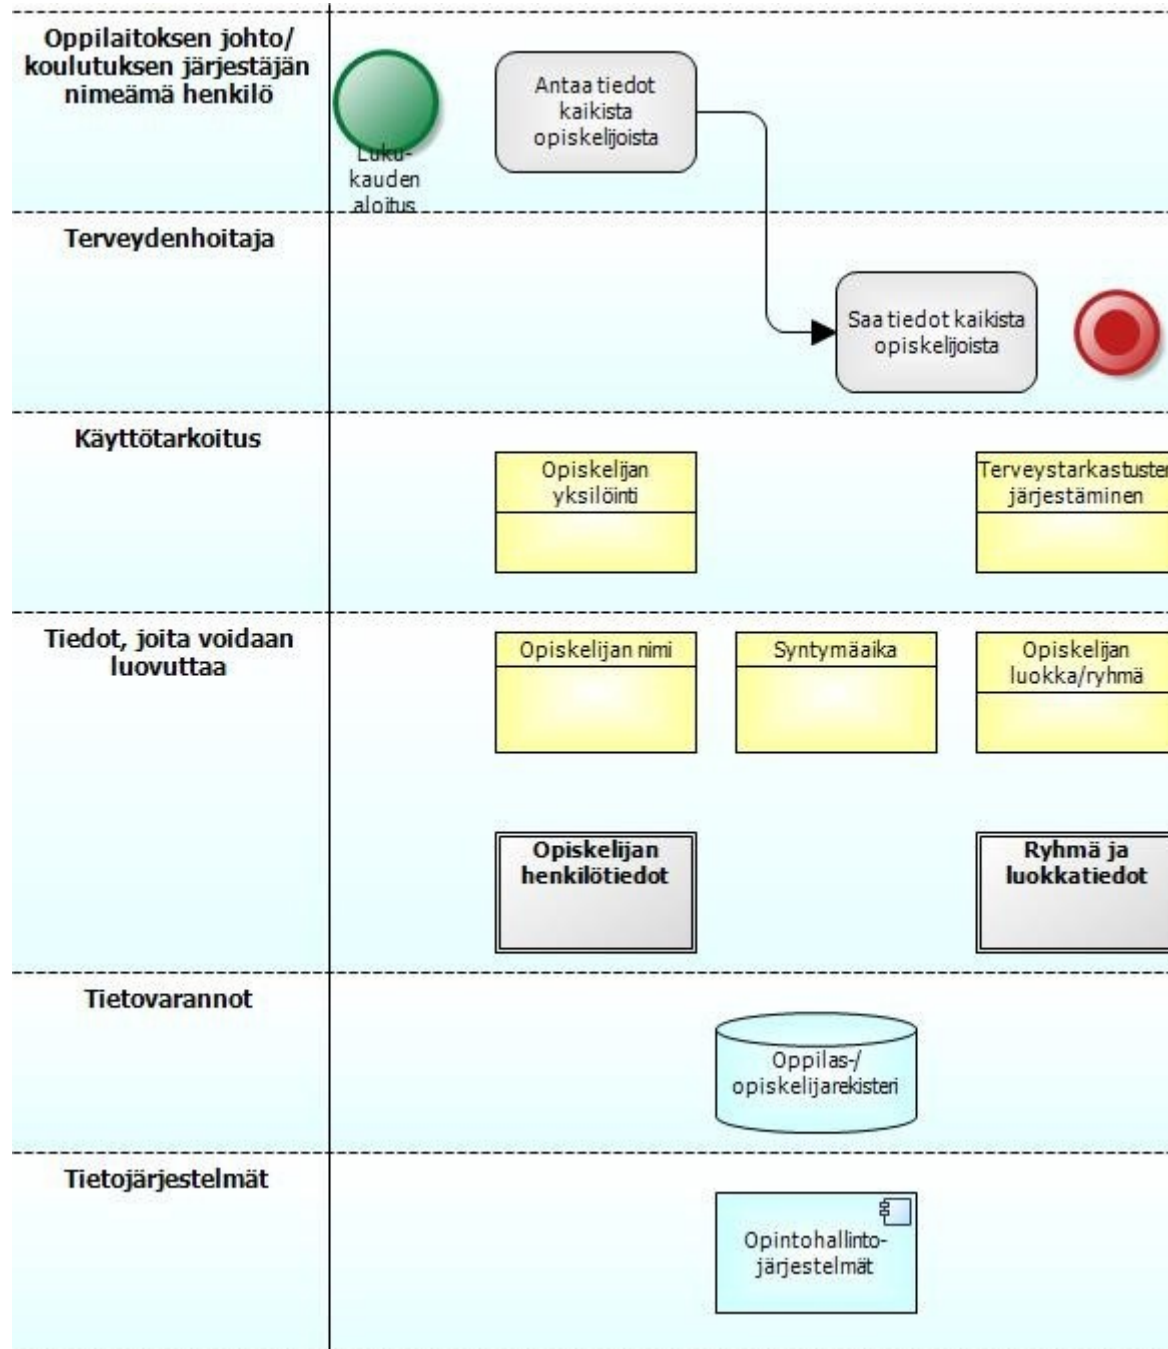 Oppilaitoksen johto/
koulutuksen järjestäjän
nimeämä henkilö
Luku-
kauden
aloitus
Antaa tiedot
kaikista
opiskelijoista
Terveydenhoitaja
Saa tiedot kaikista
opiskelijoista
Käyttötarkoitus
Opiskelijan
yksilöinti
Terveystarkastusten
järjestäminen
Tiedot, joita voidaan
luovuttaa
Opiskelijan nimi
Syntymäaika
Opiskelijan
luokka/ryhmä
Opiskelijan
henkilötiedot
Ryhmä ja
luokkatiedot
Tietovarannot
Oppilas-/
opiskelijarekisteri
Tietojärjestelmät
Opintohallinto-
järjestelmät